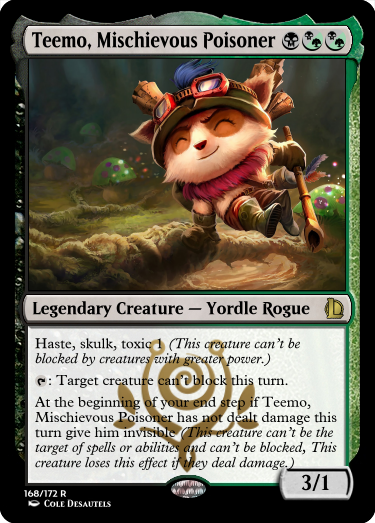 Teemo, Mischievous Poisoner
Legendary Creature — Yordle Rogue
Haste, skulk, toxic 1 (This creature can't be
blocked by creatures with greater power.)
: Target creature can't block this turn.
At the beginning of your end step if Teemo,
Mischievous Poisoner has not dealt damage this
turn give him invisible (This creature can't be the
target of spells or abilities and can't be blocked, This
creature loses this effect if they deal damage.)
3/1
168/172 R
Cole Desautels